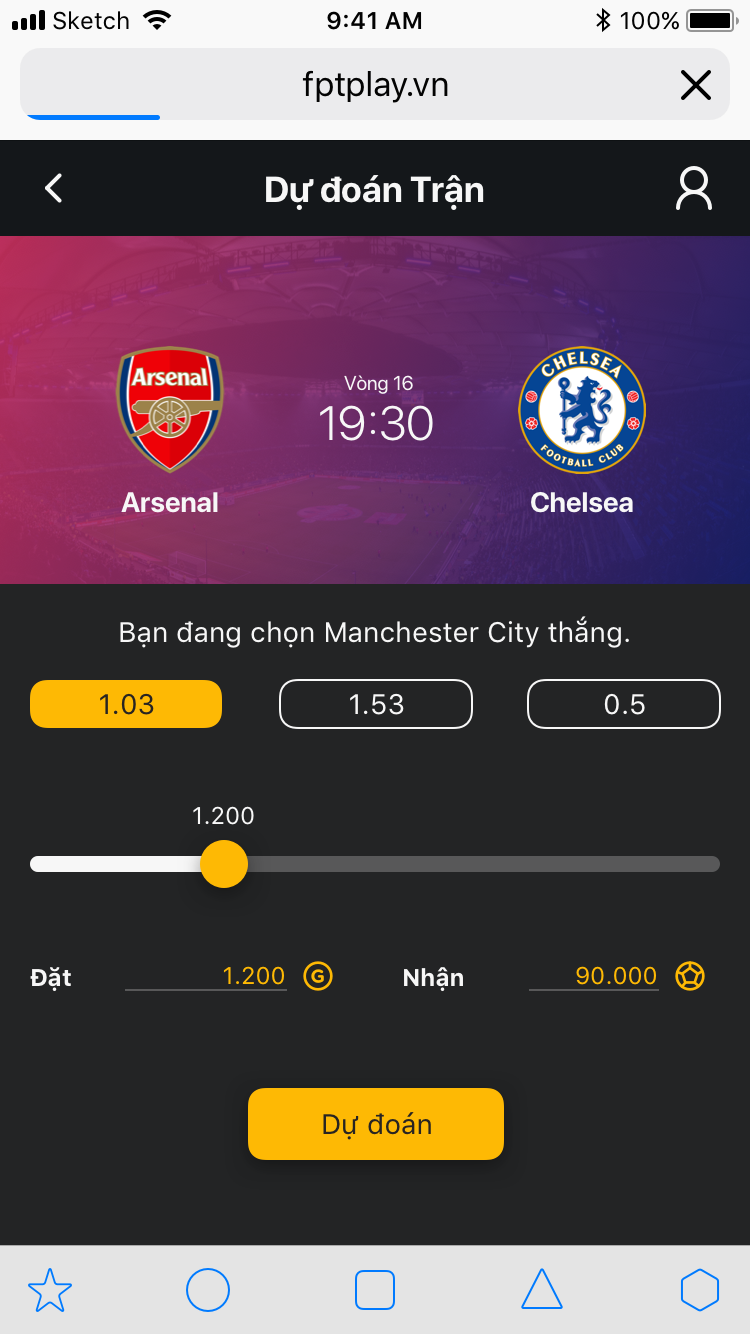 Sketch 9:41 AM 100%
fptplay.vn
Dự đoán Trận
Arsenal
CHELSEA
FOOTBALL CLUB
Vòng 16
19:30
Arsenal
Chelsea
Bạn đang chọn Manchester City thắng.
1.03 1.53 0.5
1.200
Đặt 1.200 G Nhận 90.000
Dự đoán